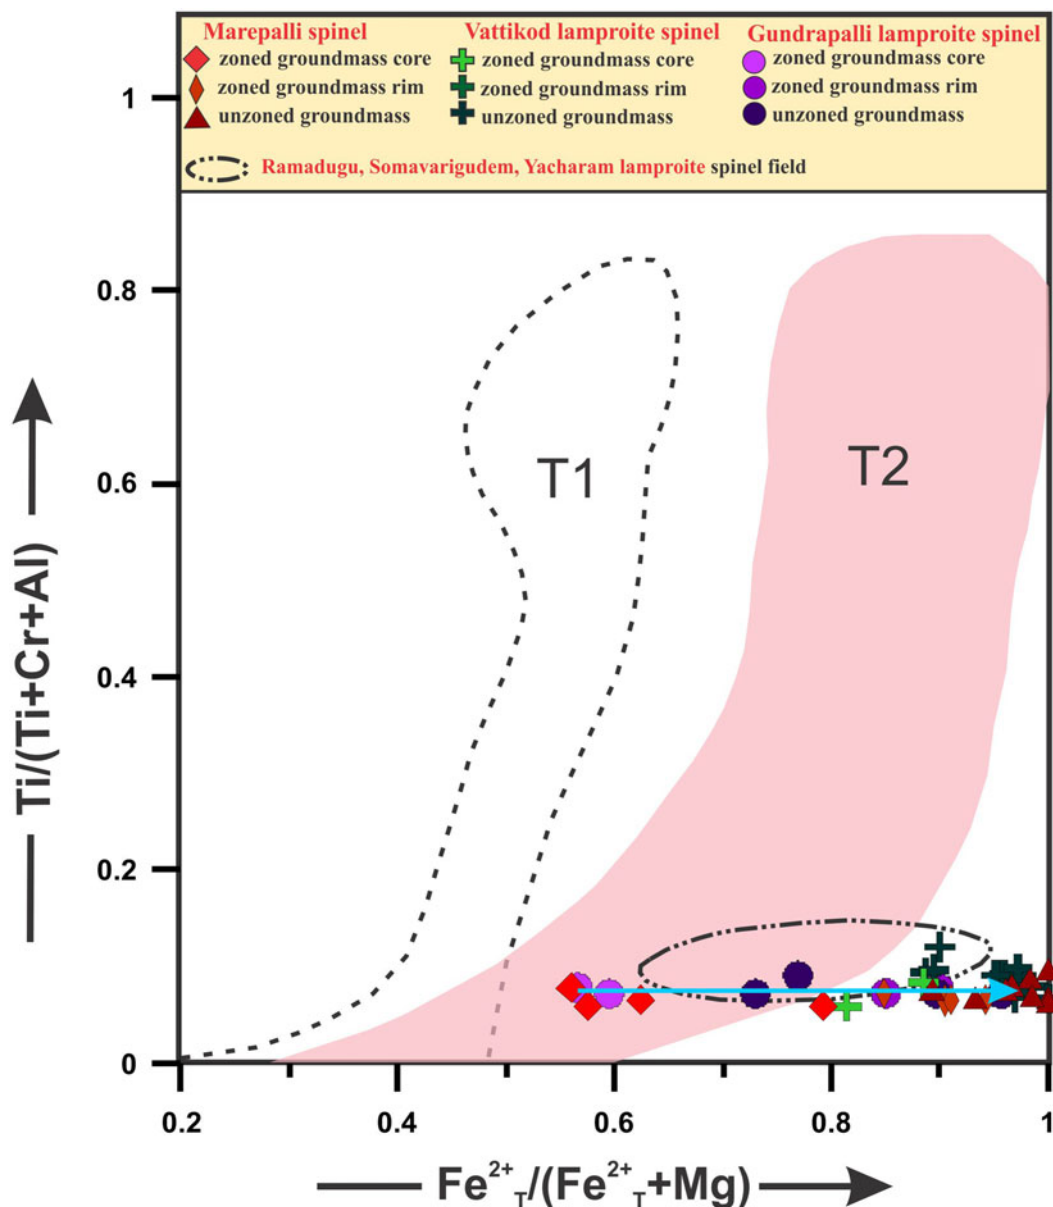 Marepalli spinel
zoned groundmass core
zoned groundmass rim
unzoned groundmass
Vattikod lamproite spinel
zoned groundmass core
zoned groundmass rim
unzoned groundmass
Gundrapalli lamproite spinel
zoned groundmass core
zoned groundmass rim
unzoned groundmass
Ramadugu, Somavarigudem, Yacharam lamproite spinel field
1
0.8
0.6
0.4
0.2
0
T1
T2
Ti/(Ti+Cr+Al)
0.2
0.4
0.6
0.8
1
Fe²⁺T/(Fe²⁺T+Mg)